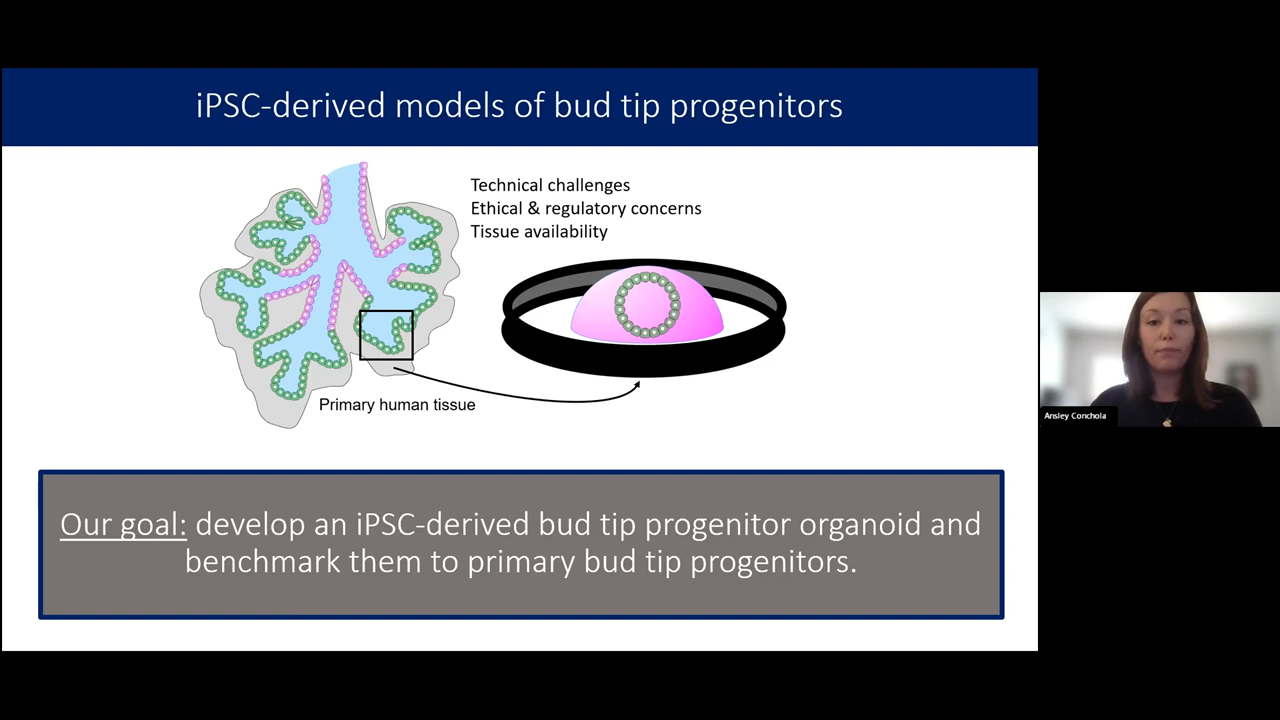 iPSC-derived models of bud tip progenitors
Technical challenges
Ethical & regulatory concerns
Tissue availability
Primary human tissue
Our goal: develop an iPSC-derived bud tip progenitor organoid and
benchmark them to primary bud tip progenitors.
Ansley Conchola